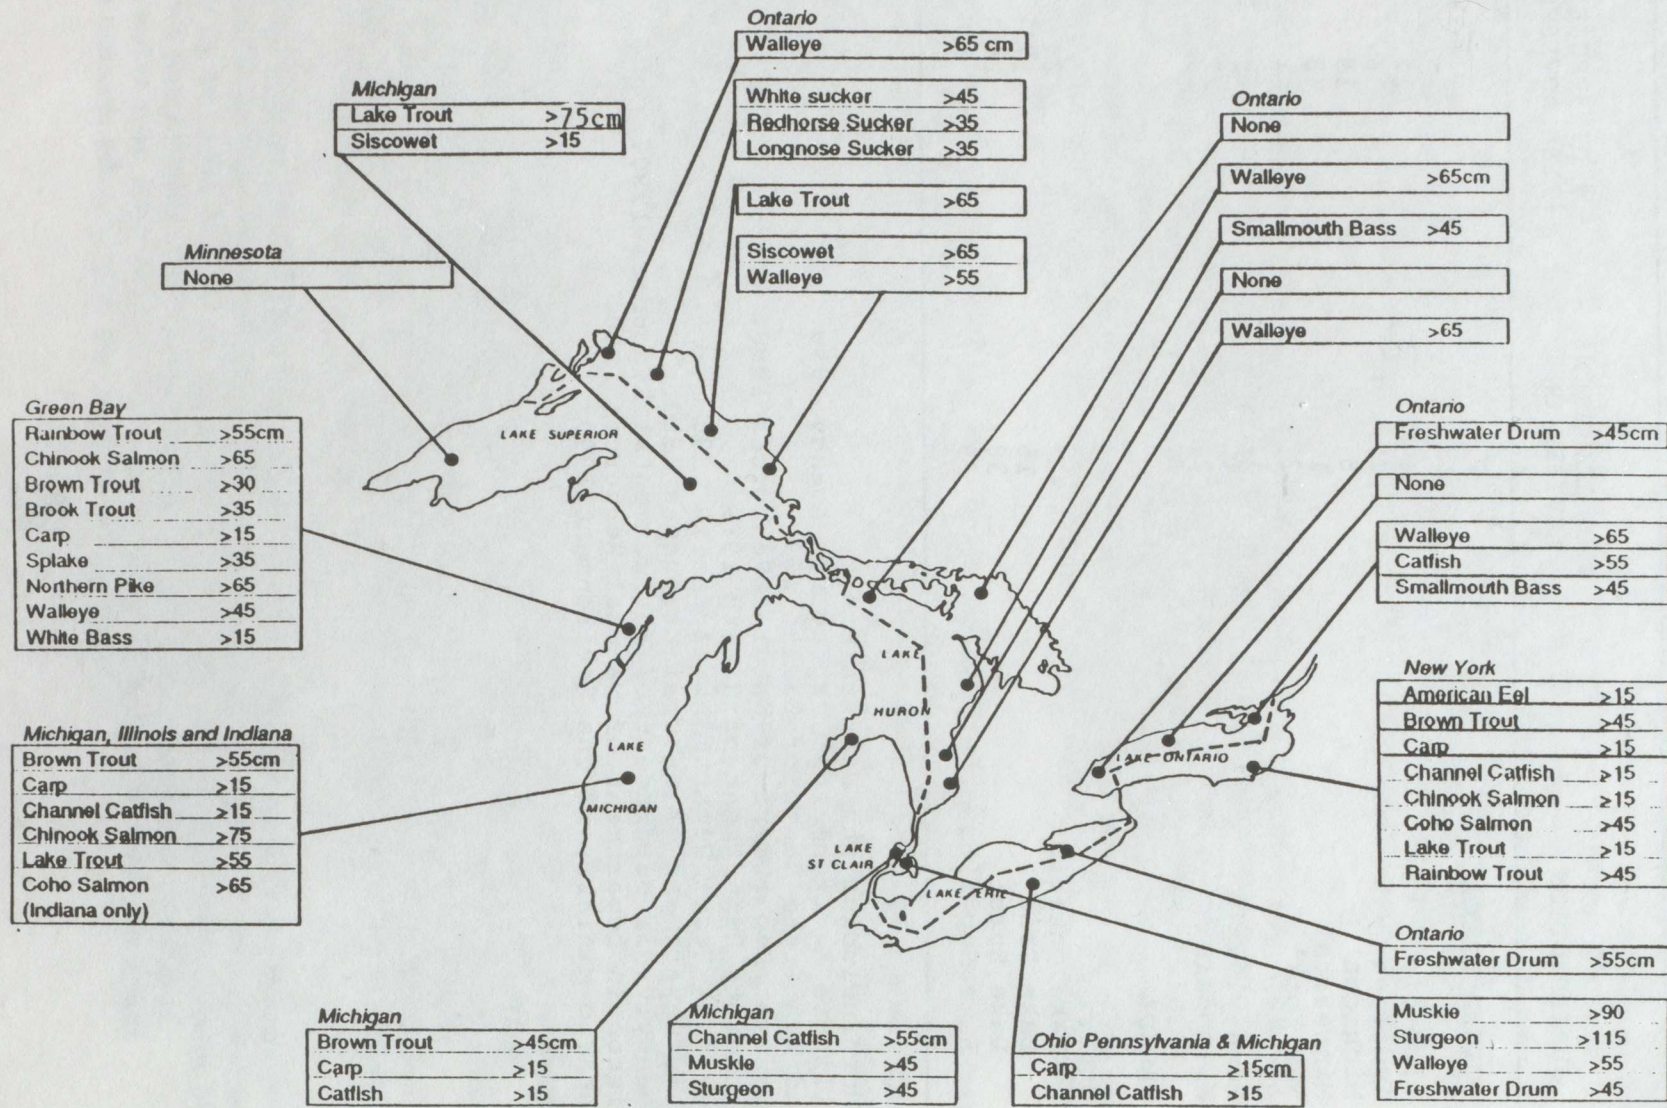 Ontario
Walleye >65 cm
White sucker >45
Redhorse Sucker >35
Longnose Sucker >35
Lake Trout >65
Siscowet >65
Walleye >55
Michigan
Lake Trout >75cm
Siscowet >15
Minnesota
None
Ontario
None
Walleye >65cm
Smallmouth Bass >45
None
Walleye >65
Green Bay
Rainbow Trout >55cm
Chinook Salmon >65
Brown Trout >30
Brook Trout >35
Carp >15
Splake >35
Northern Pike >65
Walleye >45
White Bass >15
Michigan, Illinois and Indiana
Brown Trout >55cm
Carp >15
Channel Catfish ≥15
Chinook Salmon ≥75
Lake Trout >55
Coho Salmon >65
(Indiana only)
LAKE SUPERIOR
LAKE
MICHIGAN
LAKE
HURON
LAKE
ST CLAIR
LAKE ERIE
LAKE ONTARIO
Ontario
Freshwater Drum >45cm
None
Walleye >65
Catfish >55
Smallmouth Bass >45
New York
American Eel ≥15
Brown Trout >45
Carp ≥15
Channel Catfish ≥15
Chinook Salmon ≥15
Coho Salmon >45
Lake Trout ≥15
Rainbow Trout >45
Ontario
Freshwater Drum >55cm
Muskie >90
Sturgeon >115
Walleye >55
Freshwater Drum >45
Michigan
Brown Trout >45cm
Carp ≥15
Catfish >15
Michigan
Channel Catfish >55cm
Muskie >45
Sturgeon >45
Ohio Pennsylvania & Michigan
Carp ≥15cm
Channel Catfish >15